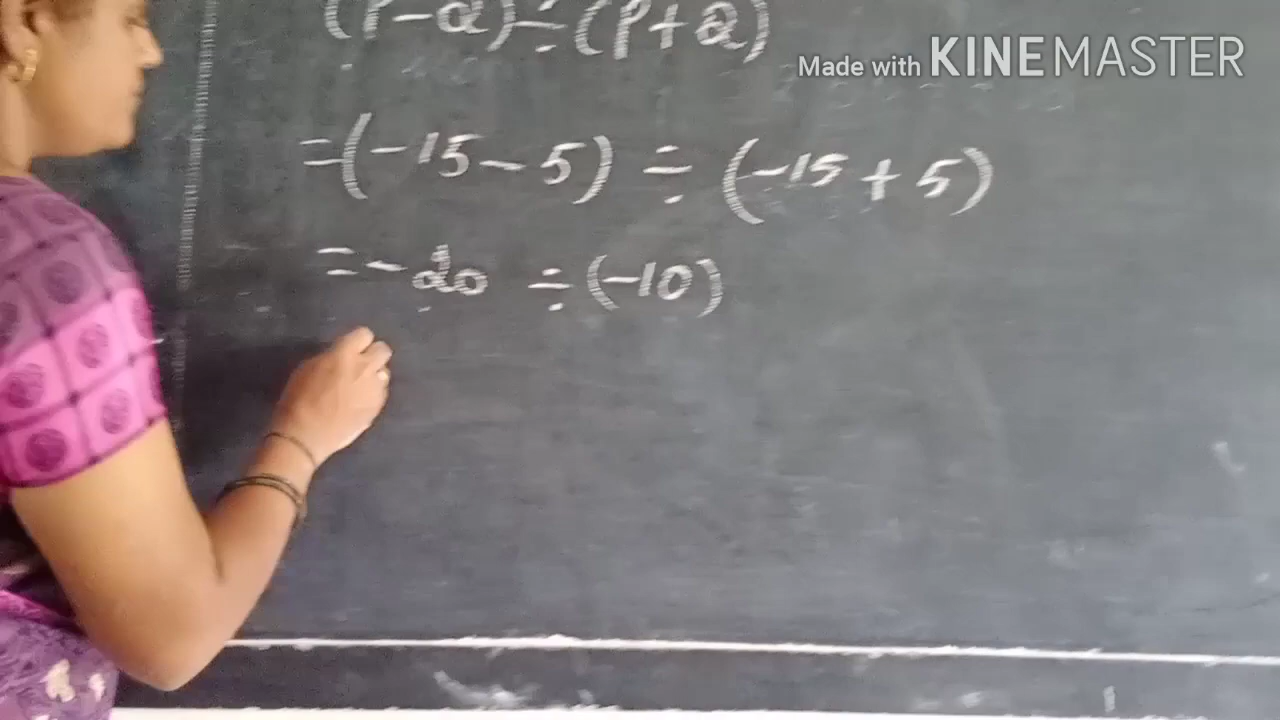 (P-Q)÷(P+Q)
Made with KINEMASTER
=(-15-5) ÷ (-15+5)
=-20 ÷(-10)